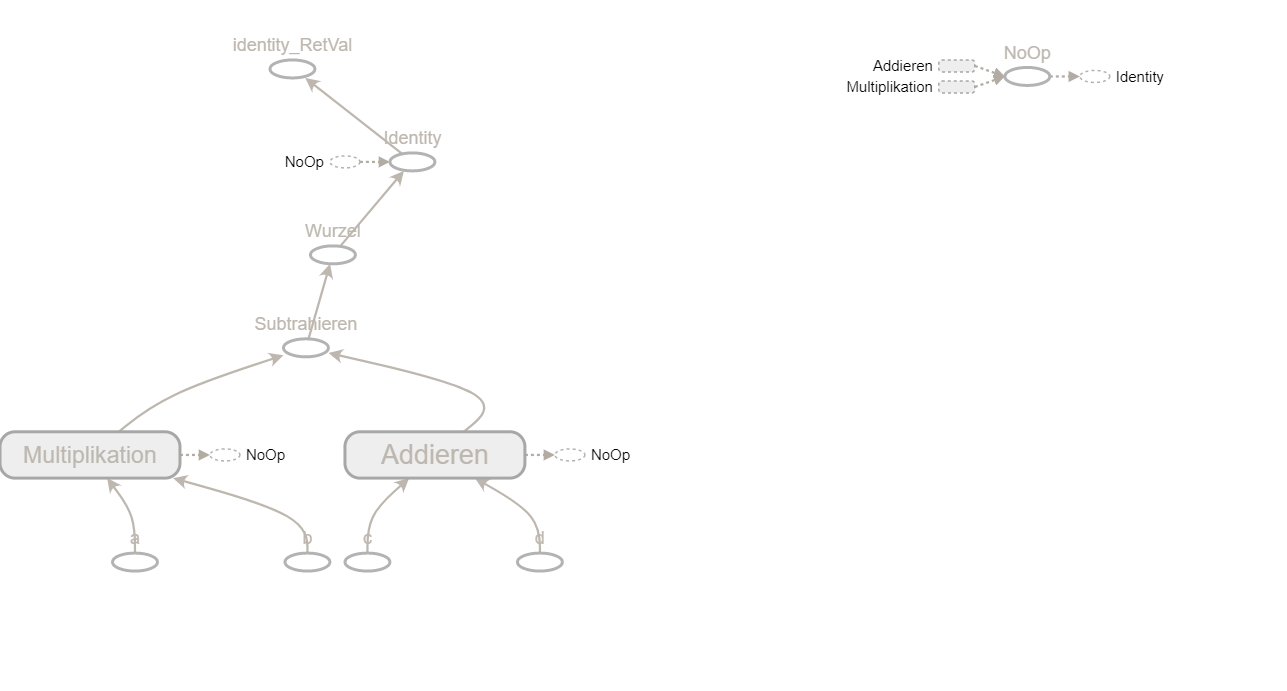 identity_RetVal
Addieren
Multiplikation
NoOp
Identity
Identity
NoOp
Wurzel
Subtrahieren
Multiplikation
NoOp
Addieren
NoOp
a
b
c
d